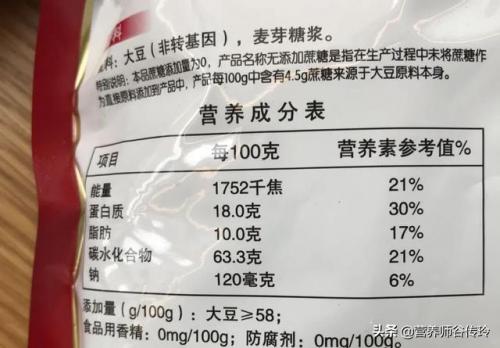 料
料：大豆（非转基因），麦芽糖浆。
特别说明：本品蔗糖添加量为0，产品名称无添加蔗糖是指在生产过程中未将蔗糖作
为直接原料添加到产品中，产品每100g中含有4.5g蔗糖来源于大豆原料本身。
营养成分表
项目 每100克 营养素参考值%
能量 1752千焦 21%
蛋白质 18.0克 30%
脂肪 10.0克 17%
碳水化合物 63.3克 21%
钠 120毫克 6%
添加量（g/100g）：大豆≥58；
食品用香精：0mg/100g；防腐剂：0mg/100g。
头条 @营养师谷传玲